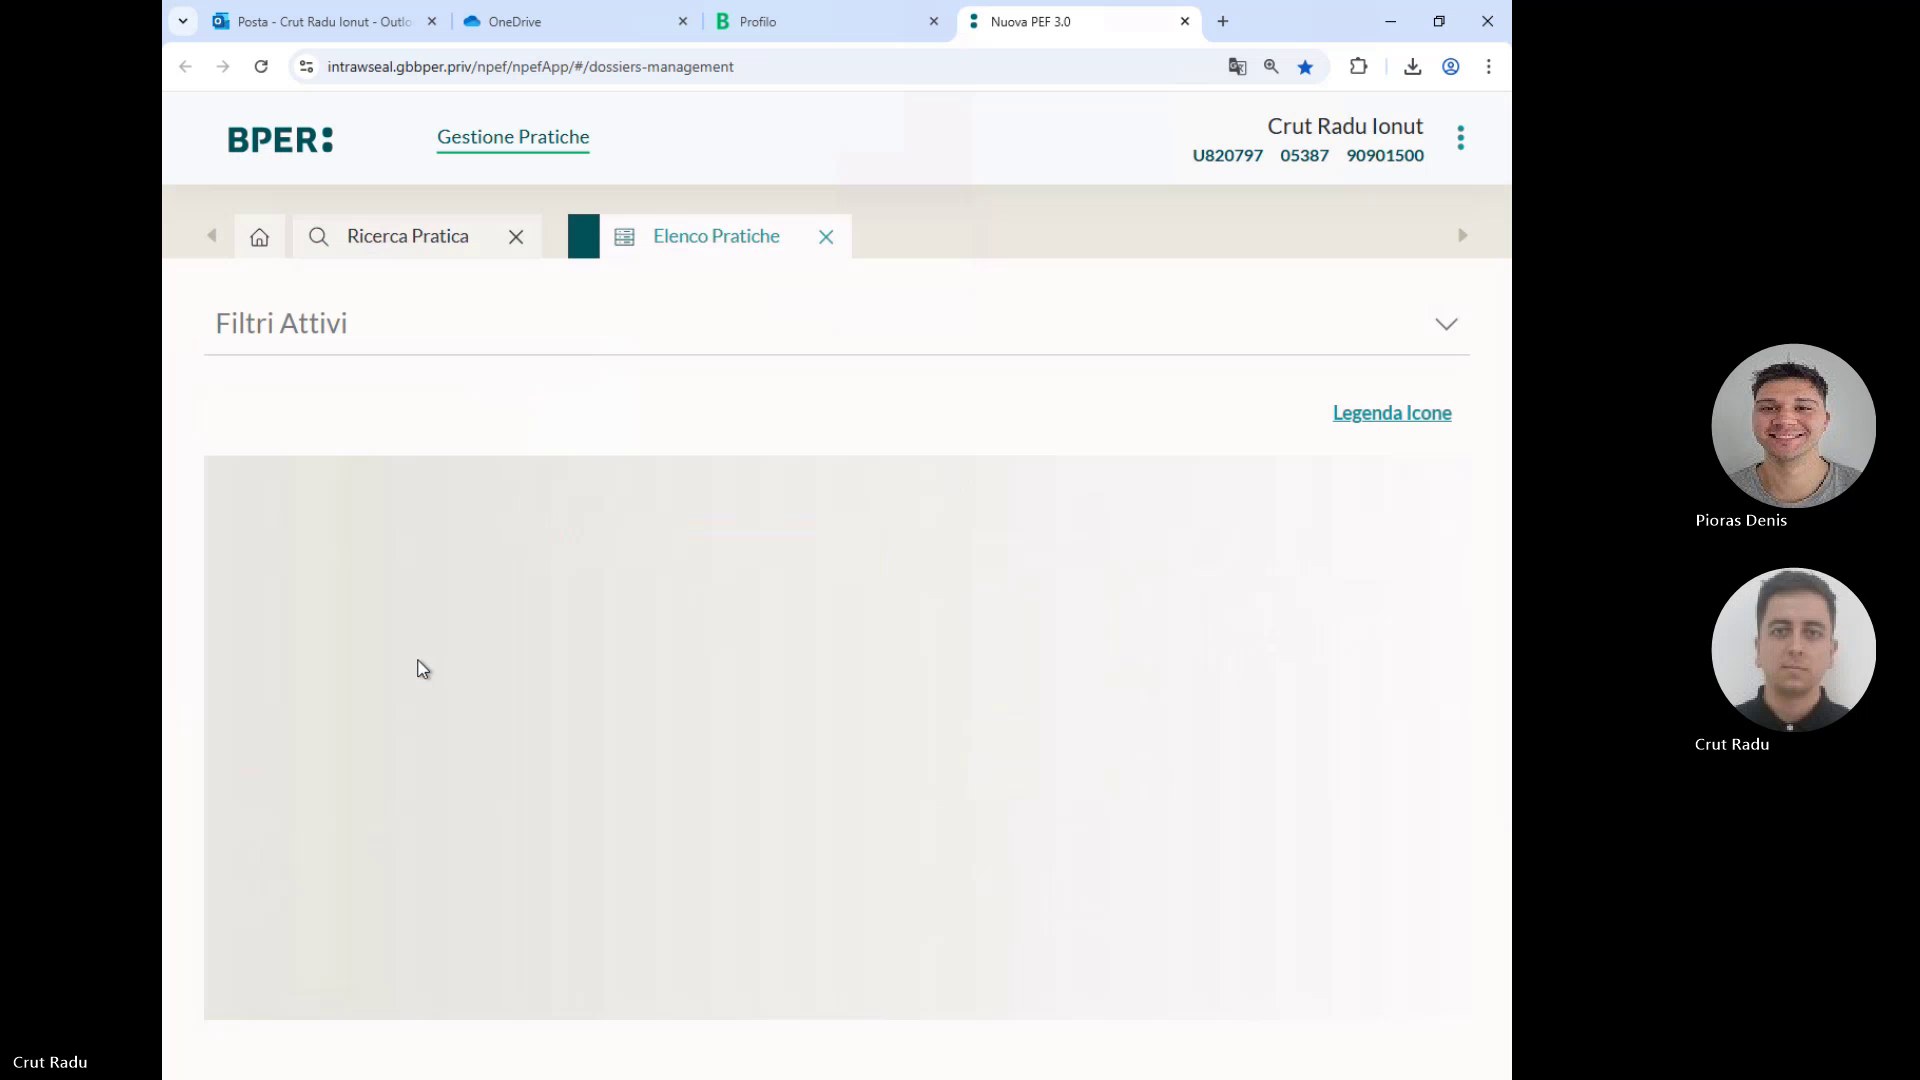 Posta - Crut Radu Ionut - Outlo
OneDrive
Profilo
Nuova PEF 3.0
intrawseal.gbbper.priv/npef/npefApp/#/dossiers-management
BPER:
Gestione Pratiche
Crut Radu Ionut
U820797 05387 90901500
Ricerca Pratica
Elenco Pratiche
Filtri Attivi
Legenda Icone
Pioras Denis
Crut Radu
Crut Radu